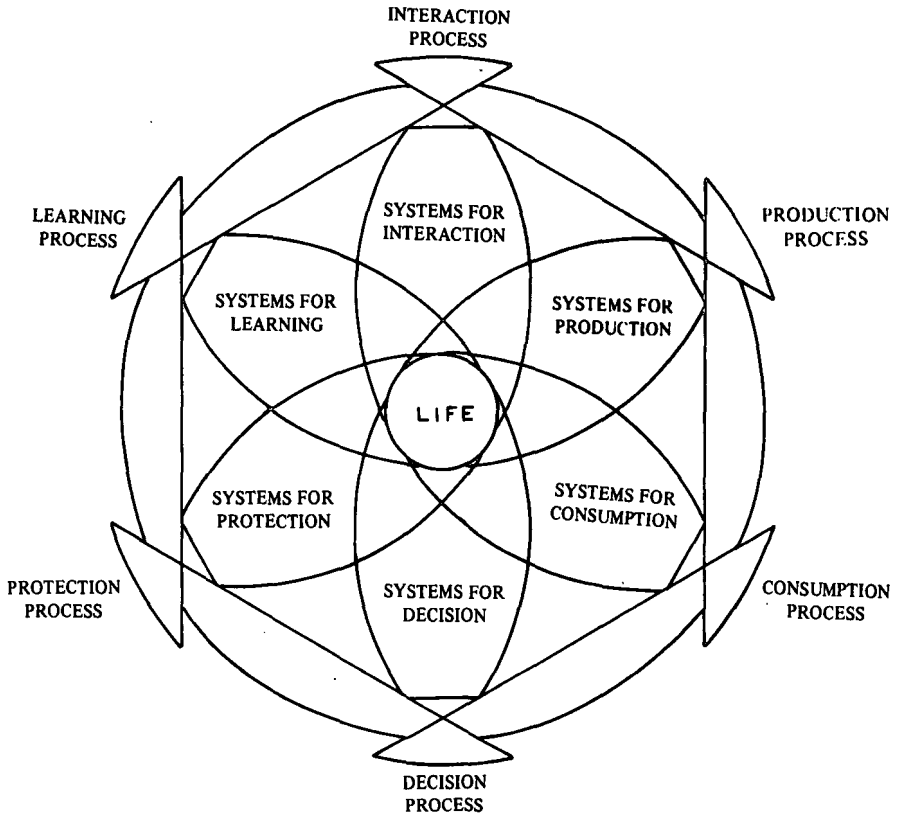 INTERACTION
PROCESS
LEARNING
PROCESS
PRODUCTION
PROCESS
SYSTEMS FOR
INTERACTION
SYSTEMS FOR
LEARNING
SYSTEMS FOR
PRODUCTION
LIFE
SYSTEMS FOR
PROTECTION
SYSTEMS FOR
CONSUMPTION
PROTECTION
PROCESS
SYSTEMS FOR
DECISION
CONSUMPTION
PROCESS
DECISION
PROCESS